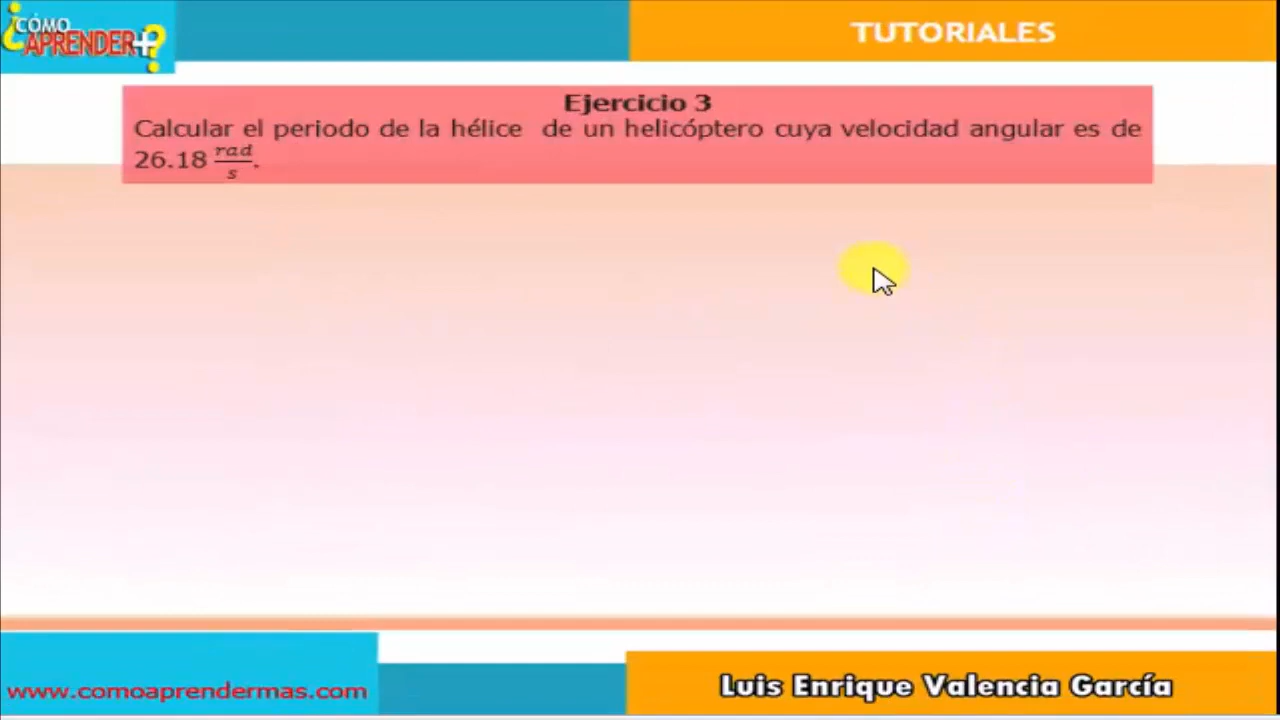 ¿CÓMO
APRENDER+?
TUTORIALES
Ejercicio 3
Calcular el periodo de la hélice de un helicóptero cuya velocidad angular es de
26.18 rad/s.
www.comoaprendermas.com
Luis Enrique Valencia García